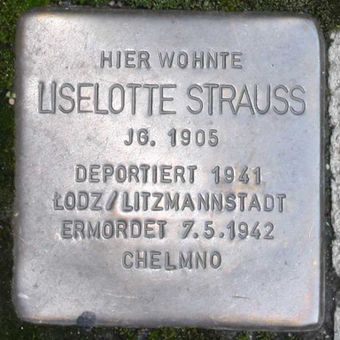 HIER WOHNTE
LISELOTTE STRAUSS
JG. 1905
DEPORTIERT 1941
ŁODZ/LITZMANNSTADT
ERMORDET 7.5.1942
CHELMNO